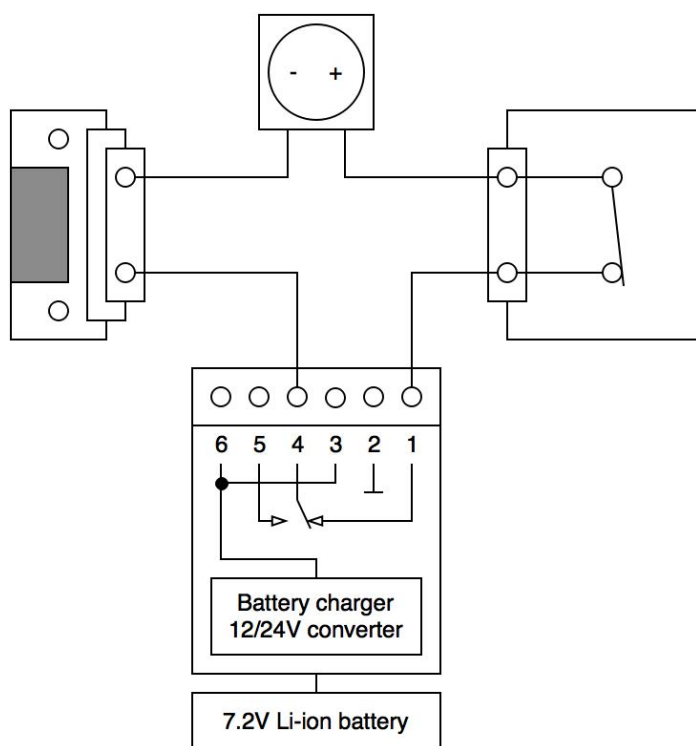 - +
6 5 4 3 2 1
Battery charger
12/24V converter
7.2V Li-ion battery